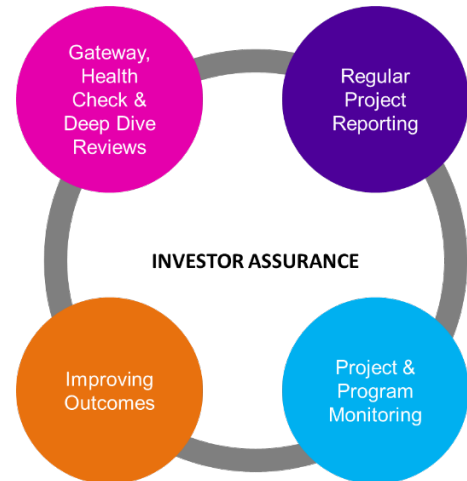 Gateway,
Health
Check &
Deep Dive
Reviews
Regular
Project
Reporting
INVESTOR ASSURANCE
Improving
Outcomes
Project &
Program
Monitoring